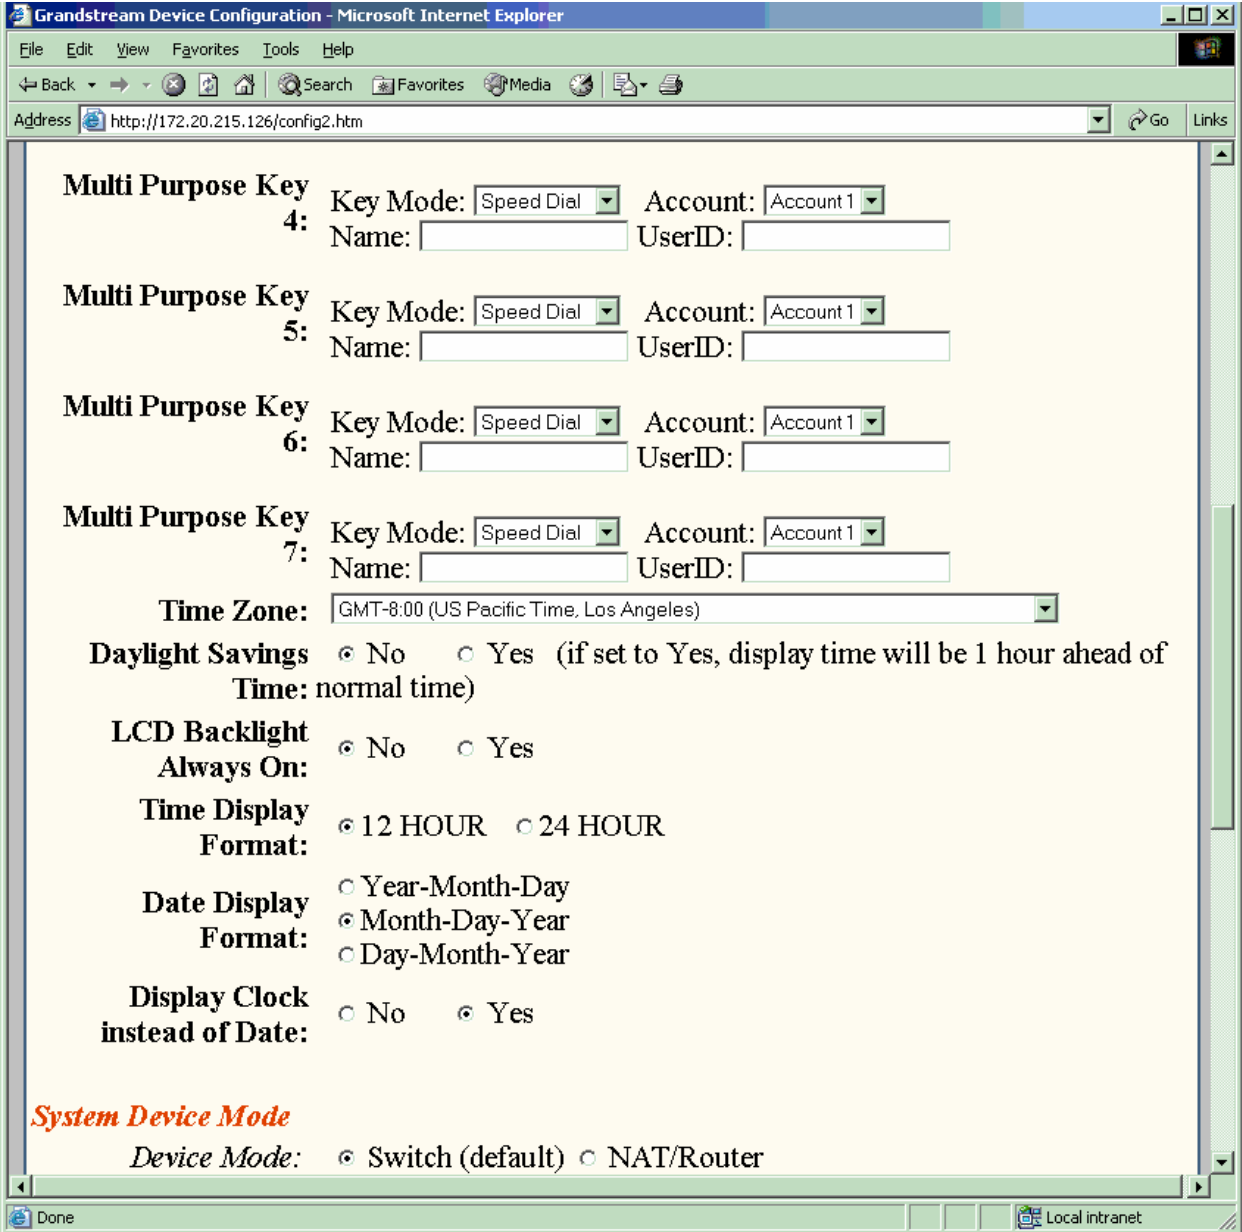 Grandstream Device Configuration - Microsoft Internet Explorer
File Edit View Favorites Tools Help
Back Search Favorites Media
Address http://172.20.215.126/config2.htm Go Links
Multi Purpose Key 4:
Key Mode: Speed Dial Account: Account 1
Name: UserID:
Multi Purpose Key 5:
Key Mode: Speed Dial Account: Account 1
Name: UserID:
Multi Purpose Key 6:
Key Mode: Speed Dial Account: Account 1
Name: UserID:
Multi Purpose Key 7:
Key Mode: Speed Dial Account: Account 1
Name: UserID:
Time Zone: GMT-8:00 (US Pacific Time, Los Angeles)
Daylight Savings No Yes (if set to Yes, display time will be 1 hour ahead of
Time: normal time)
LCD Backlight
Always On: No Yes
Time Display
Format: 12 HOUR 24 HOUR
Date Display
Format:
Year-Month-Day
Month-Day-Year
Day-Month-Year
Display Clock
instead of Date: No Yes
System Device Mode
Device Mode: Switch (default) NAT/Router
Done Local intranet